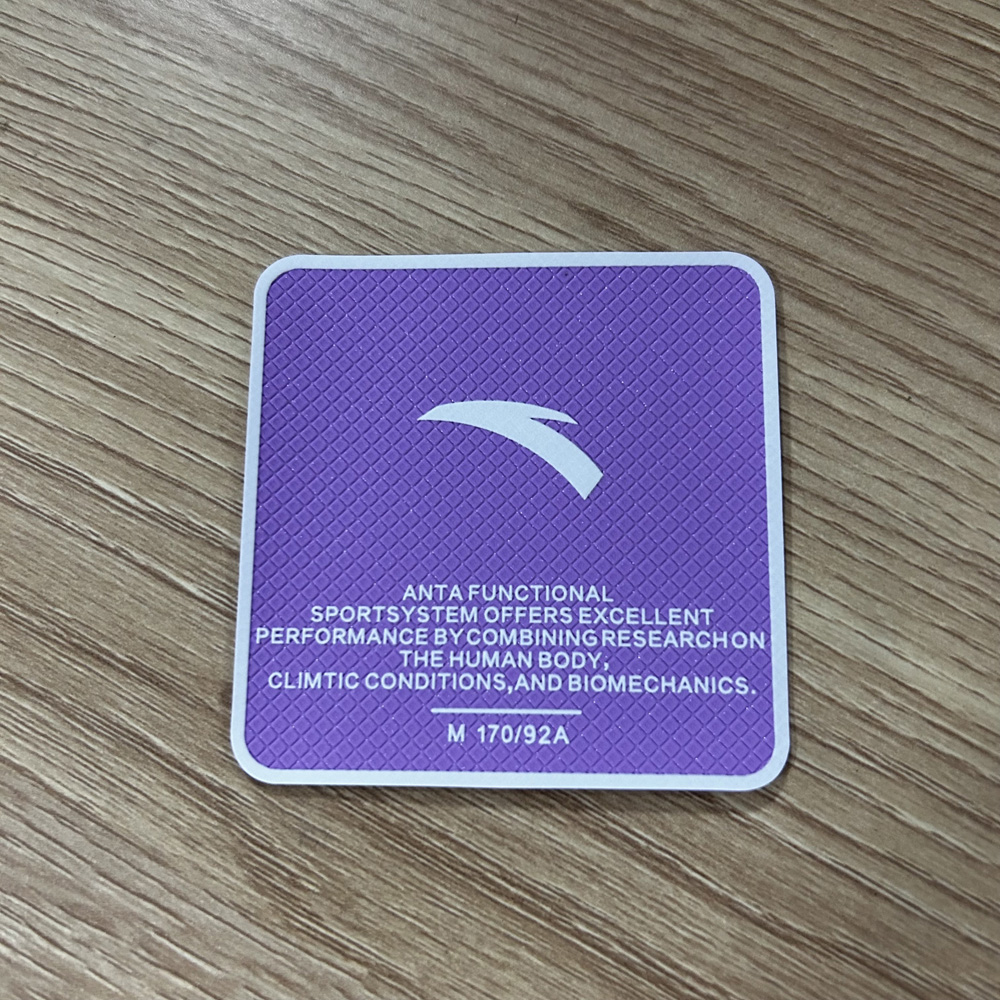 ANTA FUNCTIONAL
SPORTSYSTEM OFFERS EXCELLENT
PERFORMANCE BY COMBINING RESEARCH ON
THE HUMAN BODY,
CLIMTIC CONDITIONS,AND BIOMECHANICS.
M 170/92A